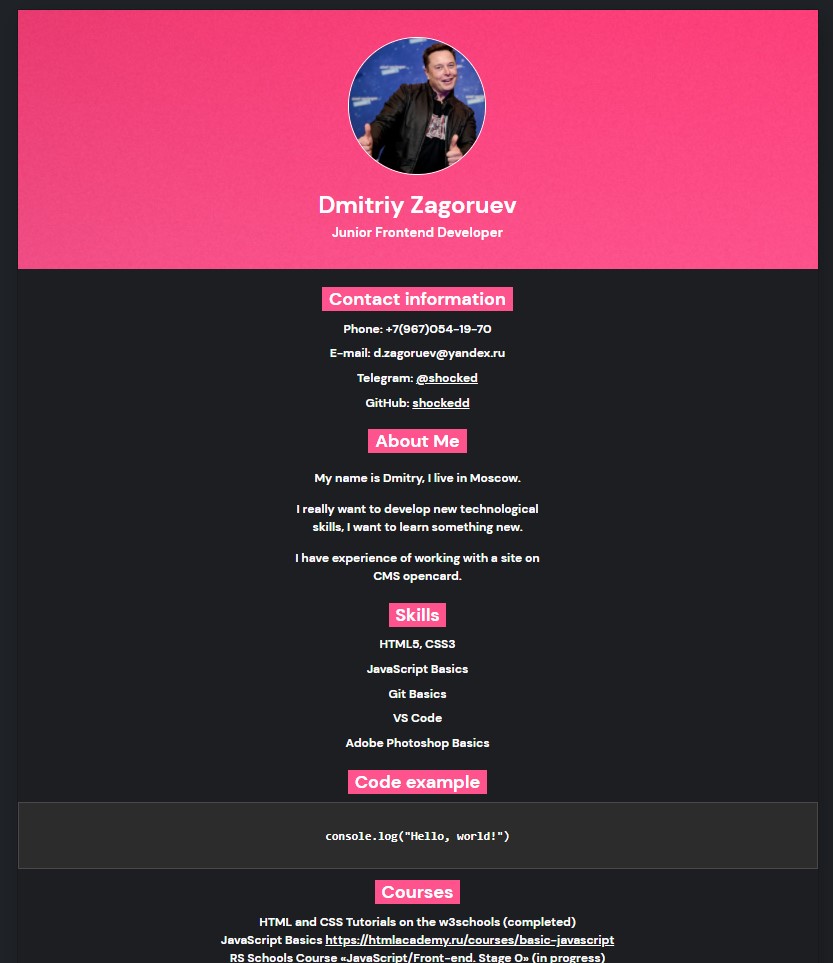 Dmitriy Zagoruev
Junior Frontend Developer
Contact information
Phone: +7(967)054-19-70
E-mail: d.zagoruev@yandex.ru
Telegram: @shocked
GitHub: shockedd
About Me
My name is Dmitry, I live in Moscow.
I really want to develop new technological
skills, I want to learn something new.
I have experience of working with a site on
CMS opencard.
Skills
HTML5, CSS3
JavaScript Basics
Git Basics
VS Code
Adobe Photoshop Basics
Code example
console.log("Hello, world!")
Courses
HTML and CSS Tutorials on the w3schools (completed)
JavaScript Basics https://htmlacademy.ru/courses/basic-javascript
RS Schools Course «JavaScript/Front-end. Stage 0» (in progress)